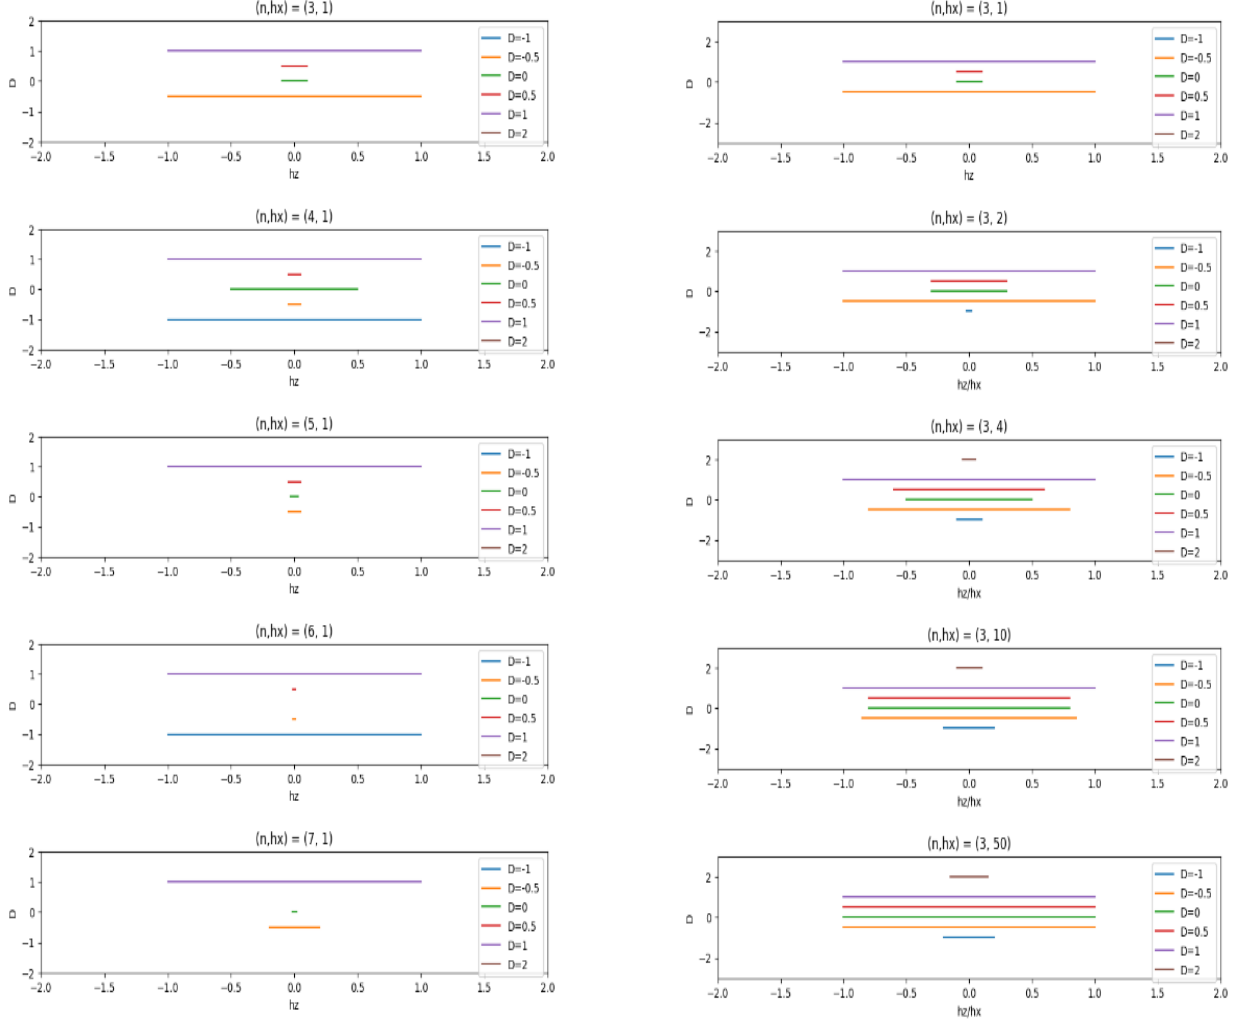 (n,hx) = (3, 1)
2
1
0
−1
−2
D
−2.0 −1.5 −1.0 −0.5 0.0 0.5 1.0 1.5 2.0
hz
D=-1
D=-0.5
D=0
D=0.5
D=1
D=2
(n,hx) = (4, 1)
2
1
0
−1
−2
D
−2.0 −1.5 −1.0 −0.5 0.0 0.5 1.0 1.5 2.0
hz
D=-1
D=-0.5
D=0
D=0.5
D=1
D=2
(n,hx) = (5, 1)
2
1
0
−1
−2
D
−2.0 −1.5 −1.0 −0.5 0.0 0.5 1.0 1.5 2.0
hz
D=-1
D=-0.5
D=0
D=0.5
D=1
D=2
(n,hx) = (6, 1)
2
1
0
−1
−2
D
−2.0 −1.5 −1.0 −0.5 0.0 0.5 1.0 1.5 2.0
hz
D=-1
D=-0.5
D=0
D=0.5
D=1
D=2
(n,hx) = (7, 1)
2
1
0
−1
−2
D
−2.0 −1.5 −1.0 −0.5 0.0 0.5 1.0 1.5 2.0
hz
D=-1
D=-0.5
D=0
D=0.5
D=1
D=2
(n,hx) = (3, 1)
2
0
−2
D
−2.0 −1.5 −1.0 −0.5 0.0 0.5 1.0 1.5 2.0
hz
D=-1
D=-0.5
D=0
D=0.5
D=1
D=2
(n,hx) = (3, 2)
2
0
−2
D
−2.0 −1.5 −1.0 −0.5 0.0 0.5 1.0 1.5 2.0
hz/hx
D=-1
D=-0.5
D=0
D=0.5
D=1
D=2
(n,hx) = (3, 4)
2
0
−2
D
−2.0 −1.5 −1.0 −0.5 0.0 0.5 1.0 1.5 2.0
hz/hx
D=-1
D=-0.5
D=0
D=0.5
D=1
D=2
(n,hx) = (3, 10)
2
0
−2
D
−2.0 −1.5 −1.0 −0.5 0.0 0.5 1.0 1.5 2.0
hz/hx
D=-1
D=-0.5
D=0
D=0.5
D=1
D=2
(n,hx) = (3, 50)
2
0
−2
D
−2.0 −1.5 −1.0 −0.5 0.0 0.5 1.0 1.5 2.0
hz/hx
D=-1
D=-0.5
D=0
D=0.5
D=1
D=2